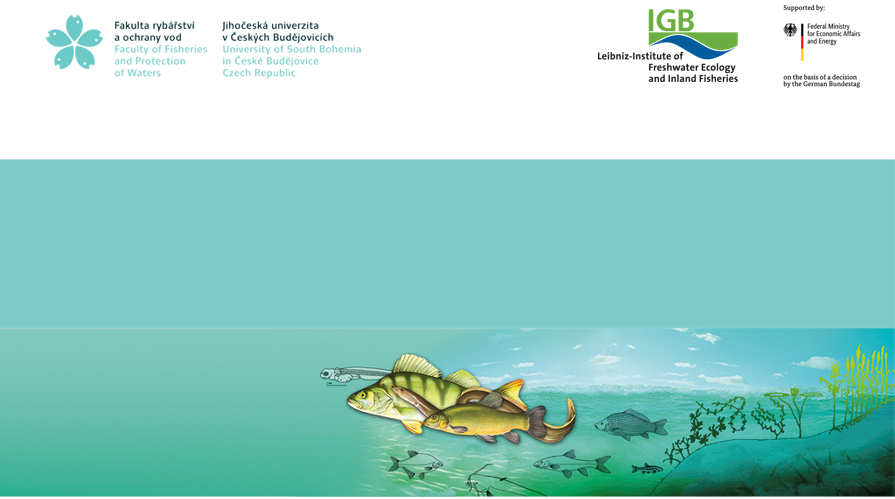 Fakulta rybářství
a ochrany vod
Faculty of Fisheries
and Protection
of Waters
Jihočeská univerzita
v Českých Budějovicích
University of South Bohemia
in České Budějovice
Czech Republic
IGB
Leibniz-Institute of
Freshwater Ecology
and Inland Fisheries
Supported by:
Federal Ministry
for Economic Affairs
and Energy
on the basis of a decision
by the German Bundestag